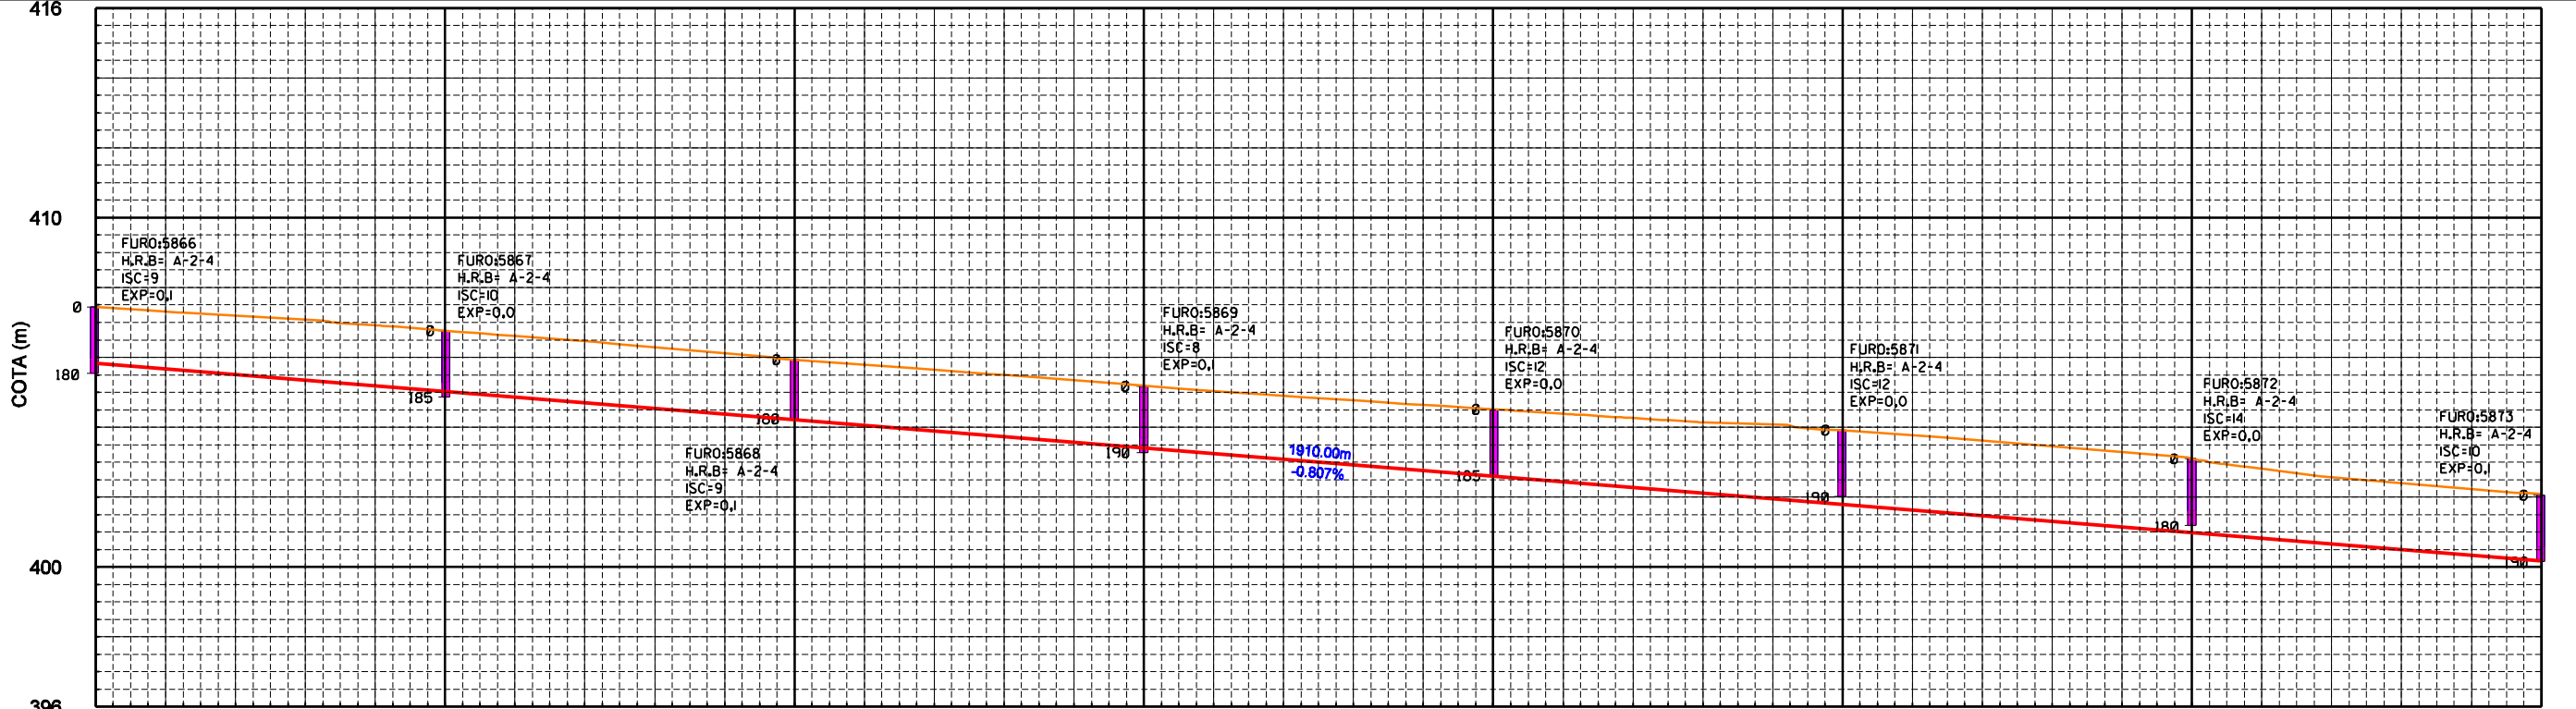 416
410
COTA (m)
400
396
FURO:5866
H.R.B= A-2-4
ISC=9
EXP=0,1
0
180
FURO:5867
H.R.B= A-2-4
ISC=10
EXP=0,0
0
185
0
180
FURO:5868
H.R.B= A-2-4
ISC=9
EXP=0,1
FURO:5869
H.R.B= A-2-4
ISC=8
EXP=0,1
0
190
1910.00m
-0.807%
FURO:5870
H.R.B= A-2-4
ISC=12
EXP=0,0
0
185
FURO:5871
H.R.B= A-2-4
ISC=12
EXP=0,0
0
190
FURO:5872
H.R.B= A-2-4
ISC=14
EXP=0,0
0
180
FURO:5873
H.R.B= A-2-4
ISC=10
EXP=0,1
0
190